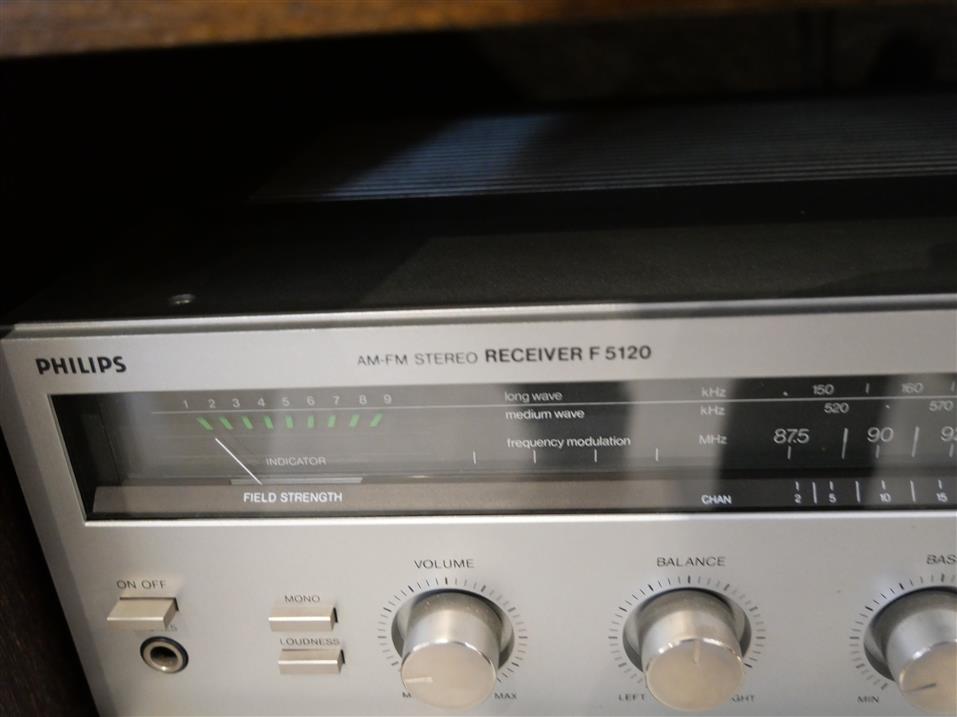 PHILIPS
AM-FM STEREO RECEIVER F 5120
1 2 3 4 5 6 7 8 9
long wave kHz 150 160
medium wave kHz 520 570
frequency modulation MHz 87.5 90
INDICATOR
FIELD STRENGTH
CHAN 2 5 10 15
ON OFF
MONO
LOUDNESS
VOLUME
MAX
BALANCE
LEFT
MIN